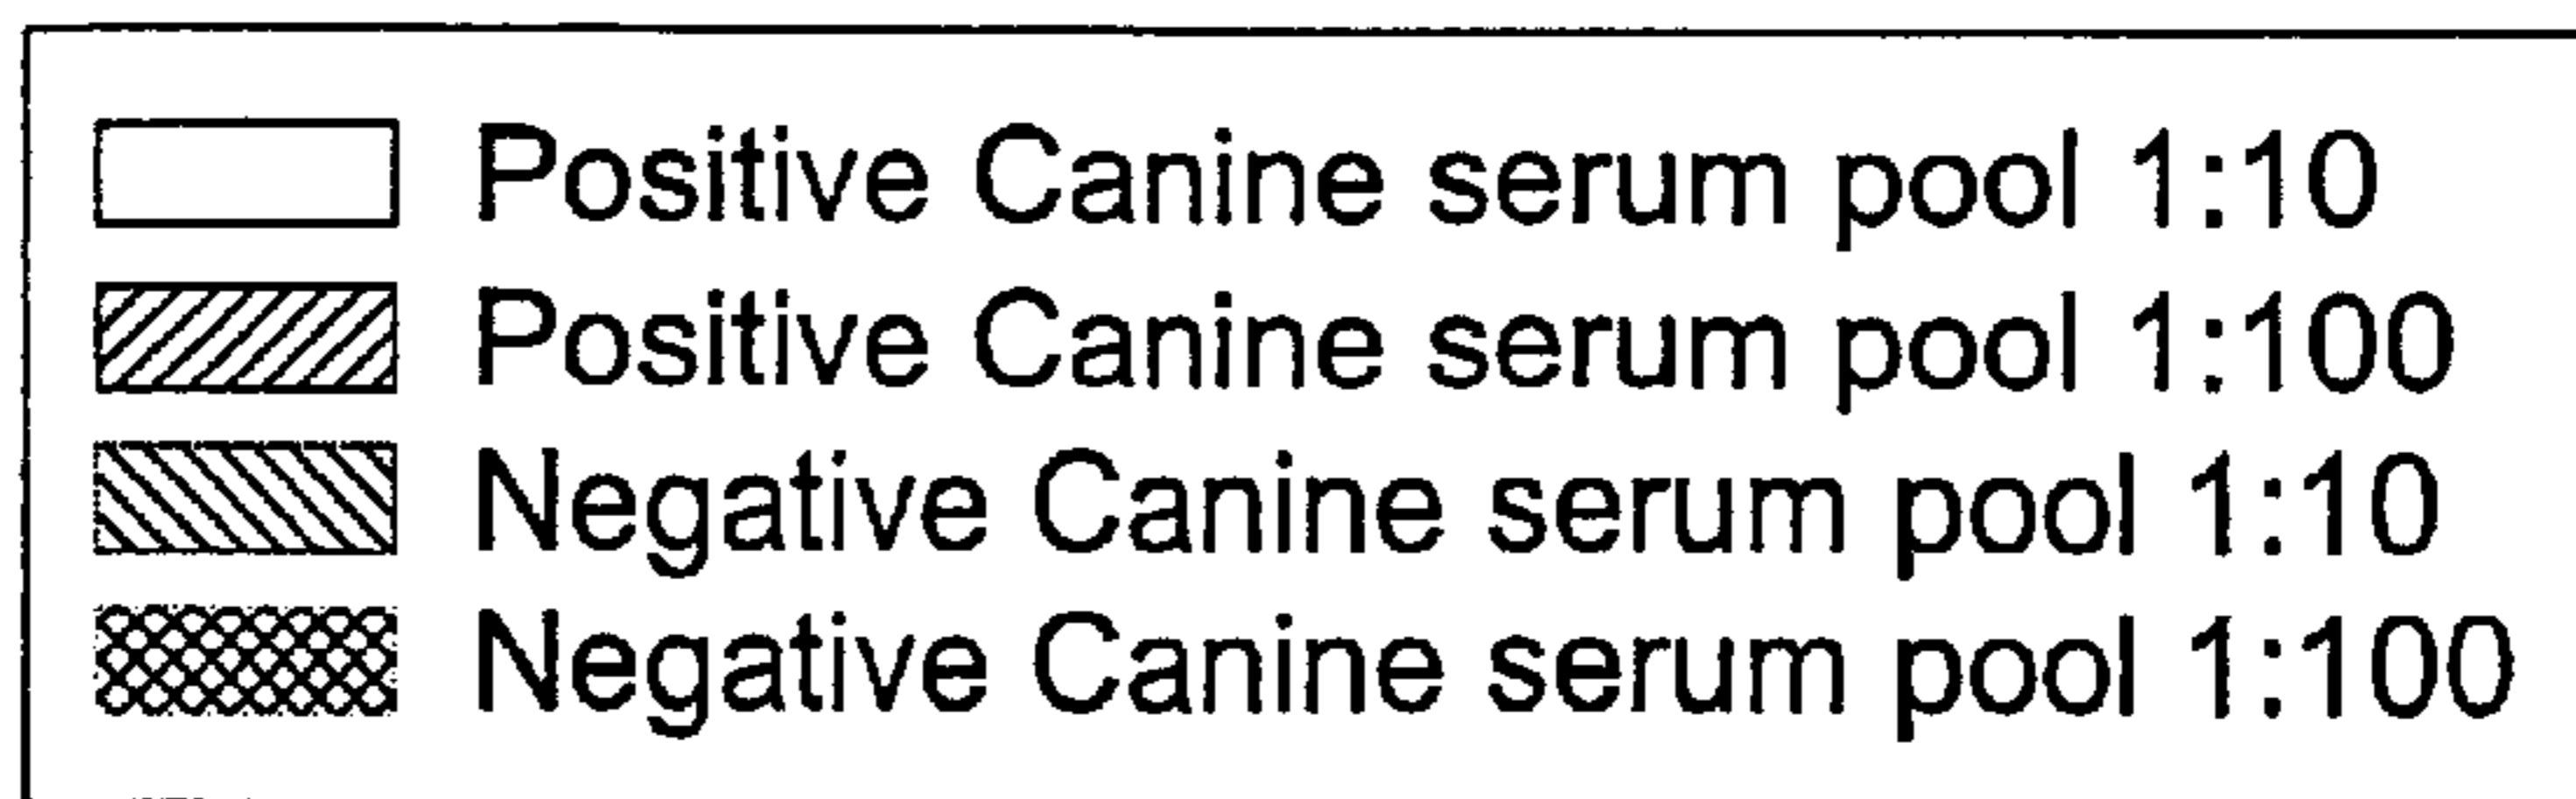 Positive Canine serum pool 1:10
Positive Canine serum pool 1:100
Negative Canine serum pool 1:10
Negative Canine serum pool 1:100